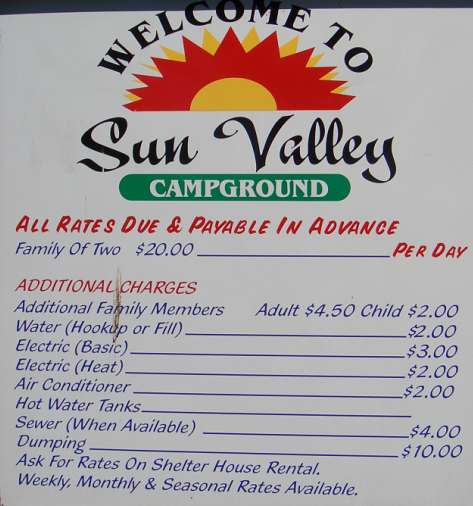 WELCOME TO
Sun Valley
CAMPGROUND
ALL RATES DUE & PAYABLE IN ADVANCE
Family Of Two $20.00 PER DAY
ADDITIONAL CHARGES
Additional Family Members Adult $4.50 Child $2.00
Water (Hookup or Fill) $2.00
Electric (Basic) $3.00
Electric (Heat) $2.00
Air Conditioner $2.00
Hot Water Tanks
Sewer (When Available) $4.00
Dumping $10.00
Ask For Rates On Shelter House Rental.
Weekly, Monthly & Seasonal Rates Available.